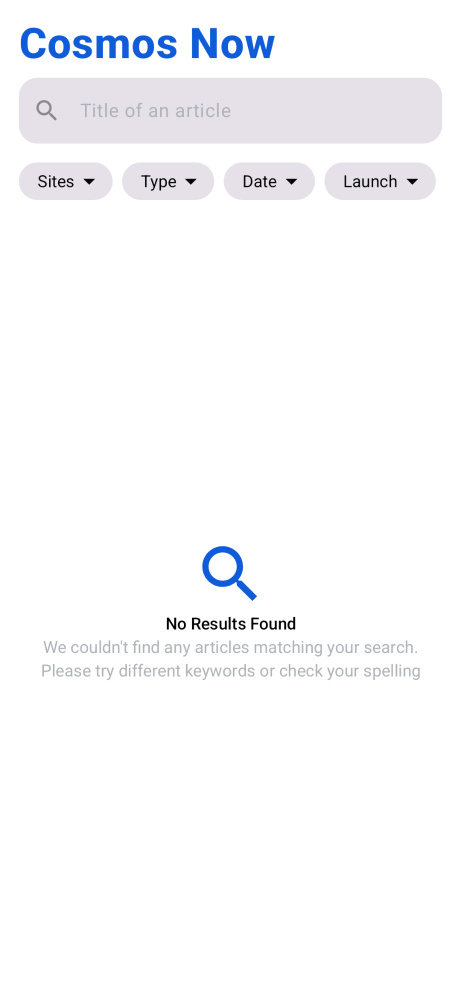 Cosmos Now
Title of an article
Sites
Type
Date
Launch
No Results Found
We couldn't find any articles matching your search.
Please try different keywords or check your spelling